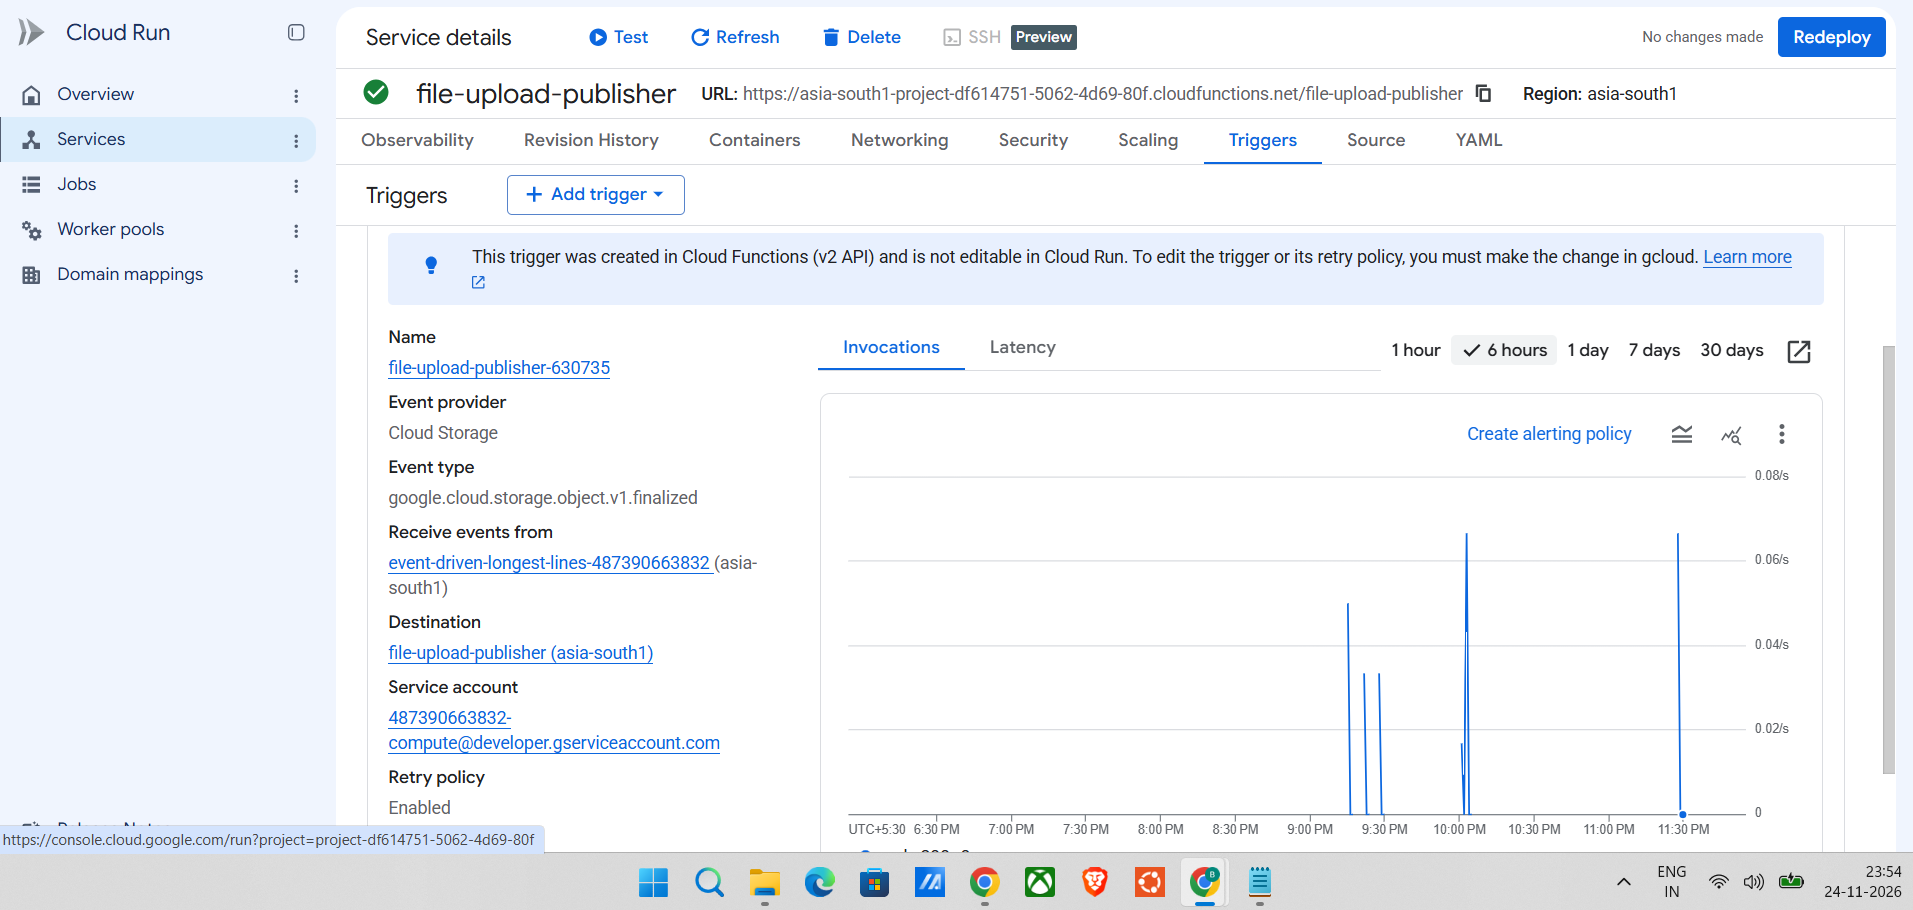 Cloud Run
Overview
Services
Jobs
Worker pools
Domain mappings
Service details
Test
Refresh
Delete
SSH
Preview
No changes made
Redeploy
file-upload-publisher
URL: https://asia-south1-project-df614751-5062-4d69-80f.cloudfunctions.net/file-upload-publisher
Region: asia-south1
Observability
Revision History
Containers
Networking
Security
Scaling
Triggers
Source
YAML
Triggers
Add trigger
This trigger was created in Cloud Functions (v2 API) and is not editable in Cloud Run. To edit the trigger or its retry policy, you must make the change in gcloud. Learn more
Name
file-upload-publisher-630735
Event provider
Cloud Storage
Event type
google.cloud.storage.object.v1.finalized
Receive events from
event-driven-longest-lines-487390663832 (asia-
south1)
Destination
file-upload-publisher (asia-south1)
Service account
487390663832-
compute@developer.gserviceaccount.com
Retry policy
Enabled
Invocations
Latency
1 hour
6 hours
1 day
7 days
30 days
Create alerting policy
0.08/s
0.06/s
0.04/s
0.02/s
0
UTC+5:30 6:30 PM 7:00 PM 7:30 PM 8:00 PM 8:30 PM 9:00 PM 9:30 PM 10:00 PM 10:30 PM 11:00 PM 11:30 PM
https://console.cloud.google.com/run?project=project-df614751-5062-4d69-80f
ENG
IN
23:54
24-11-2026